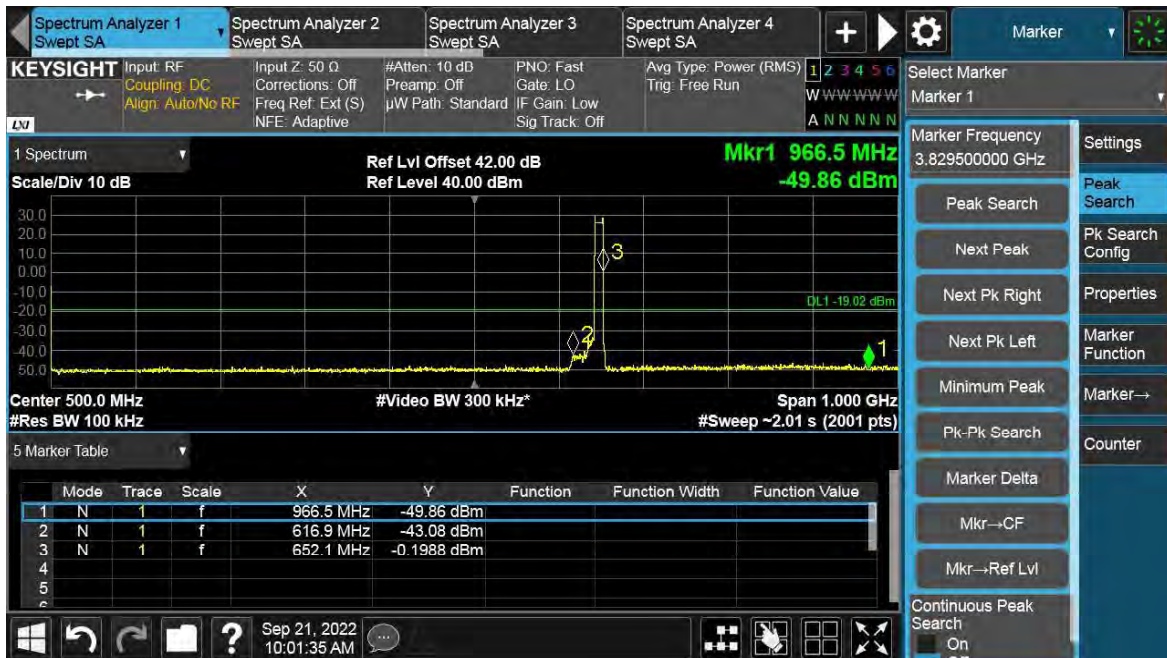 Spectrum Analyzer 1
Swept SA
Spectrum Analyzer 2
Swept SA
Spectrum Analyzer 3
Swept SA
Spectrum Analyzer 4
Swept SA
+
Marker
KEYSIGHT
LXI
Input: RF
Coupling: DC
Align: Auto/No RF
Input Z: 50 Ω
Corrections: Off
Freq Ref: Ext (S)
NFE: Adaptive
#Atten: 10 dB
Preamp: Off
µW Path: Standard
PNO: Fast
Gate: LO
IF Gain: Low
Sig Track: Off
Avg Type: Power (RMS)
Trig: Free Run
1 2 3 4 5 6
W W W W W W
A N N N N N
Select Marker
Marker 1
1 Spectrum
Scale/Div 10 dB
Ref Lvl Offset 42.00 dB
Ref Level 40.00 dBm
Mkr1 966.5 MHz
-49.86 dBm
30.0
20.0
10.0
0.00
-10.0
-20.0
-30.0
-40.0
50.0
3
2
1
DL1 -19.02 dBm
Center 500.0 MHz
#Res BW 100 kHz
#Video BW 300 kHz*
Span 1.000 GHz
#Sweep ~2.01 s (2001 pts)
5 Marker Table
Mode Trace Scale X Y Function Function Width Function Value
1 N 1 f 966.5 MHz -49.86 dBm
2 N 1 f 616.9 MHz -43.08 dBm
3 N 1 f 652.1 MHz -0.1988 dBm
4
5
?
Sep 21, 2022
10:01:35 AM
Marker Frequency
3.829500000 GHz
Peak Search
Next Peak
Next Pk Right
Next Pk Left
Minimum Peak
Pk-Pk Search
Marker Delta
Mkr→CF
Mkr→Ref Lvl
Continuous Peak
Search
On
Settings
Peak
Search
Pk Search
Config
Properties
Marker
Function
Marker→
Counter